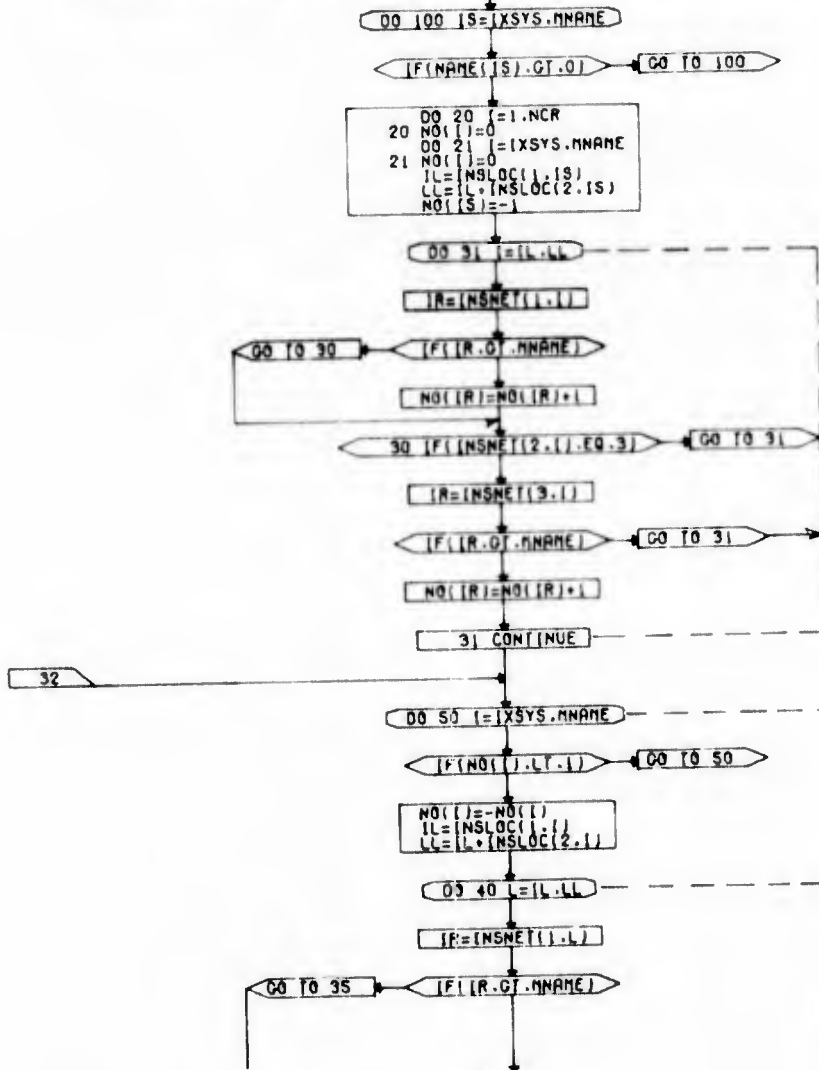 DO 100 IS=IXSYS.MNAME
IF(NAME(IS).GT.0)
GO TO 100
DO 20 I=1.NCR
20 NO(I)=0
DO 21 I=IXSYS.MNAME
21 NO(I)=0
IL=INSLOC(1.IS)
LL=IL+INSLOC(2.IS)
NO(IS)=-1
DO 31 I=IL.LL
IR=INSNET(1.I)
GO TO 30
IF(IR.GT.MNAME)
NO(IR)=NO(IR)+1
30 IF(INSNET(2.I).EQ.3)
GO TO 31
IR=INSNET(3.I)
IF(IR.GT.MNAME)
GO TO 31
NO(IR)=NO(IR)+1
31 CONTINUE
32
DO 50 I=IXSYS.MNAME
IF(NO(I).LT.1)
GO TO 50
NO(I)=-NO(I)
IL=INSLOC(1.I)
LL=IL+INSLOC(2.I)
DO 40 L=IL.LL
IR=INSNET(1.L)
GO TO 35
IF(IR.GT.MNAME)